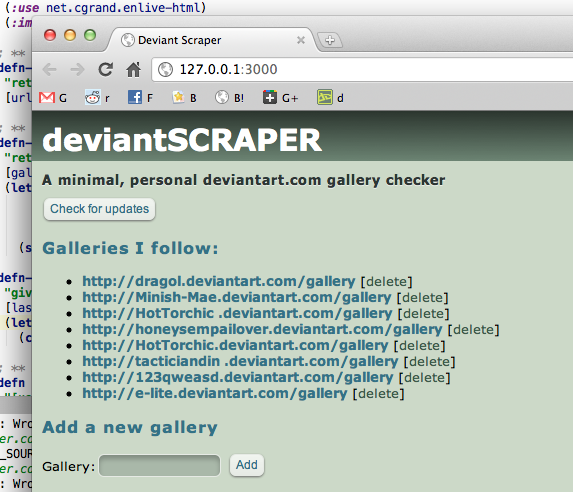 (:use net.cgrand.enlive-html)
(:im
; **
defn-
"ret
[url
; **
defn-
"ret
[gal
(let
(s
defn-
"giv
[las
(let
(c
; **
defn
: Wro
er.co
_SOUR
er.co
: Wro
Deviant Scraper
127.0.0.1:3000
G r F B B! G+ d
deviantSCRAPER
A minimal, personal deviantart.com gallery checker
Check for updates
Galleries I follow:
http://dragol.deviantart.com/gallery [delete]
http://Minish-Mae.deviantart.com/gallery [delete]
http://HotTorchic .deviantart.com/gallery [delete]
http://honeysempailover.deviantart.com/gallery [delete]
http://HotTorchic.deviantart.com/gallery [delete]
http://tacticiandin .deviantart.com/gallery [delete]
http://123qweasd.deviantart.com/gallery [delete]
http://e-lite.deviantart.com/gallery [delete]
Add a new gallery
Gallery: Add